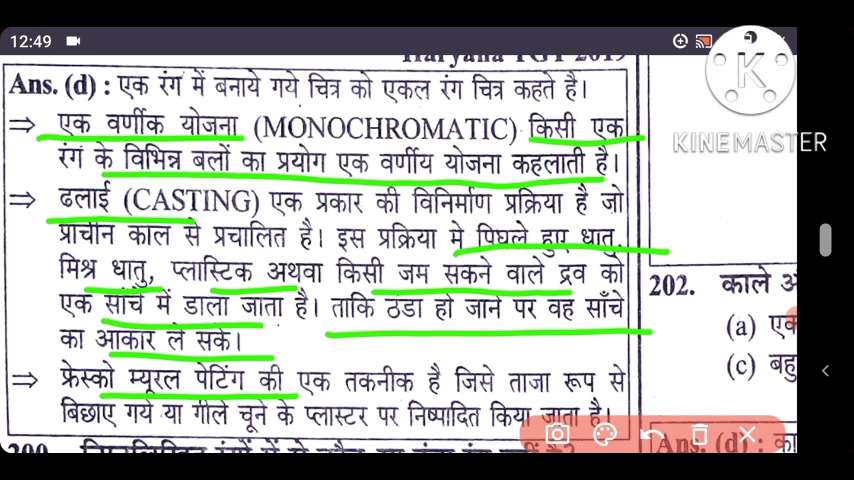 12:49
K
KINEMASTER
Haryana TGT 2019
Ans. (d) : एक रंग में बनाये गये चित्र को एकल रंग चित्र कहते है।
⇒ एक वर्णीक योजना (MONOCHROMATIC) किसी एक
रंग के विभिन्न बलों का प्रयोग एक वर्णीय योजना कहलाती है।
⇒ ढलाई (CASTING) एक प्रकार की विनिर्माण प्रक्रिया है जो
प्राचीन काल से प्रचालित है। इस प्रक्रिया मे पिघले हुए धातु,
मिश्र धातु, प्लास्टिक अथवा किसी जम सकने वाले द्रव को
एक सांचे में डाला जाता है। ताकि ठंडा हो जाने पर वह साँचे
का आकार ले सके।
⇒ फ्रेस्को म्यूरल पेटिंग की एक तकनीक है जिसे ताजा रूप से
बिछाए गये या गीले चूने के प्लास्टर पर निष्पादित किया जाता है।
202. काले
(a) एक
(c) बहु
Ans. (d) : का